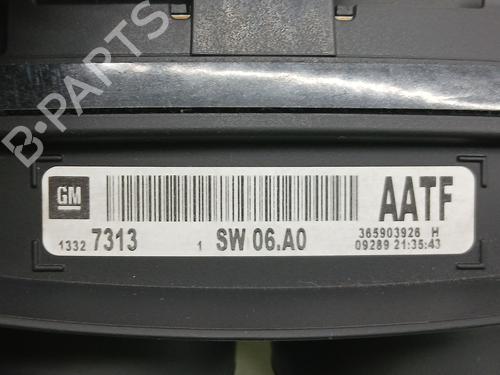 B-PARTS
GM
AATF
1332 7313 1 SW 06.A0
365903926 H
09289 21:35:43